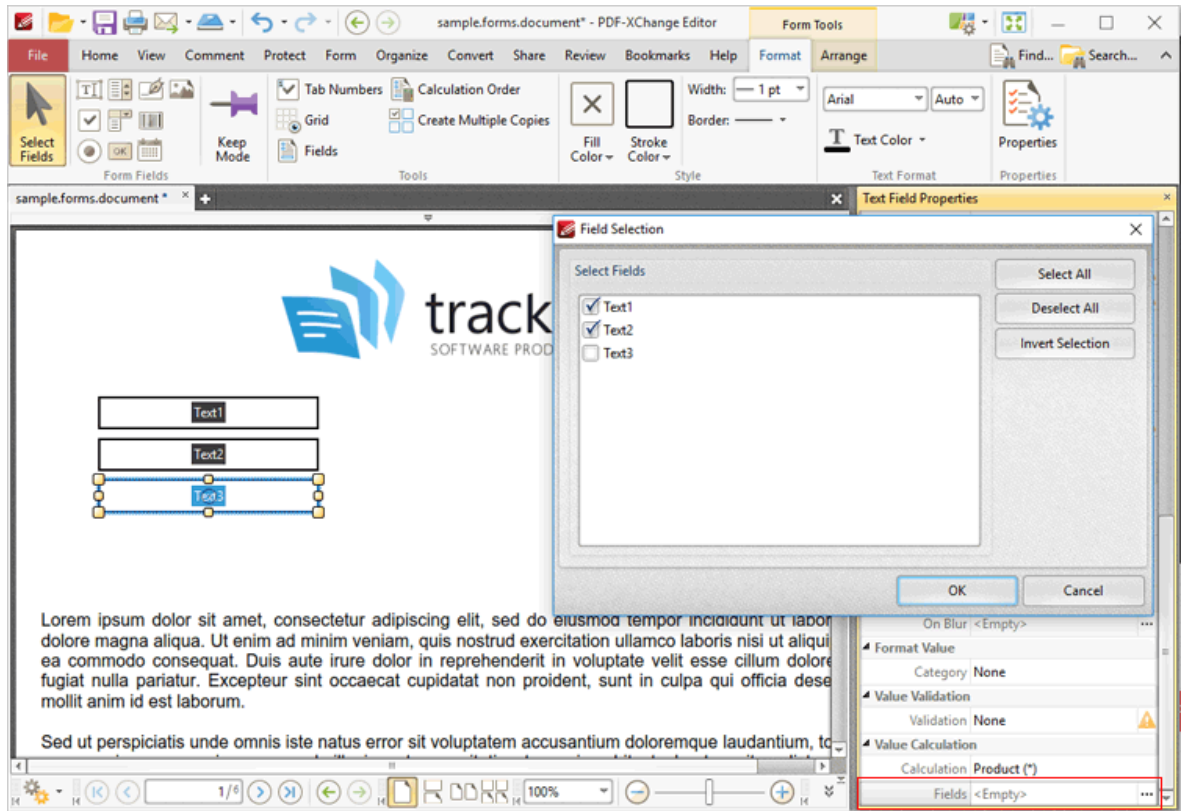 sample.forms.document* - PDF-XChange Editor
Form Tools
File Home View Comment Protect Form Organize Convert Share Review Bookmarks Help Format Arrange Find... Search...
Select Fields
OK
Form Fields
Keep Mode
Tab Numbers
Grid
Fields
Calculation Order
Create Multiple Copies
Tools
Fill Color
Stroke Color
Width: 1 pt
Border:
Style
Arial Auto
T Text Color
Text Format
Properties
Properties
sample.forms.document *
Text Field Properties
track
SOFTWARE PROD
Text1
Text2
Text3
Field Selection
Select Fields
Text1
Text2
Text3
Select All
Deselect All
Invert Selection
OK Cancel
Lorem ipsum dolor sit amet, consectetur adipiscing elit, sed do eiusmod tempor incididunt ut labor
dolore magna aliqua. Ut enim ad minim veniam, quis nostrud exercitation ullamco laboris nisi ut aliqui
ea commodo consequat. Duis aute irure dolor in reprehenderit in voluptate velit esse cillum dolore
fugiat nulla pariatur. Excepteur sint occaecat cupidatat non proident, sunt in culpa qui officia dese
mollit anim id est laborum.
Sed ut perspiciatis unde omnis iste natus error sit voluptatem accusantium doloremque laudantium, to
On Blur <Empty> ...
Format Value
Category None
Value Validation
Validation None
Value Calculation
Calculation Product (*)
Fields <Empty> ...
1/6
100%